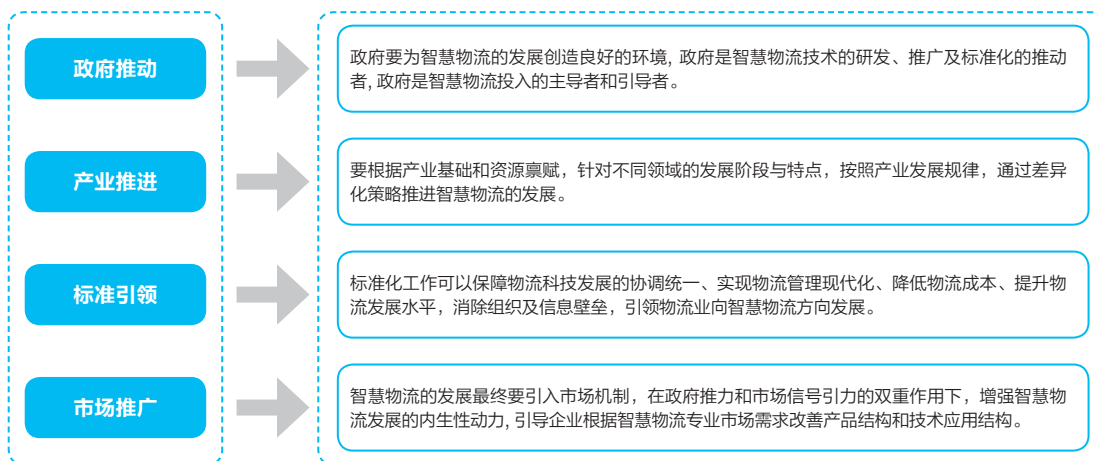 政府推动
政府要为智慧物流的发展创造良好的环境, 政府是智慧物流技术的研发、推广及标准化的推动
者, 政府是智慧物流投入的主导者和引导者。
产业推进
要根据产业基础和资源禀赋，针对不同领域的发展阶段与特点，按照产业发展规律，通过差异
化策略推进智慧物流的发展。
标准引领
标准化工作可以保障物流科技发展的协调统一、实现物流管理现代化、降低物流成本、提升物
流发展水平，消除组织及信息壁垒，引领物流业向智慧物流方向发展。
市场推广
智慧物流的发展最终要引入市场机制，在政府推力和市场信号引力的双重作用下，增强智慧物
流发展的内生性动力, 引导企业根据智慧物流专业市场需求改善产品结构和技术应用结构。